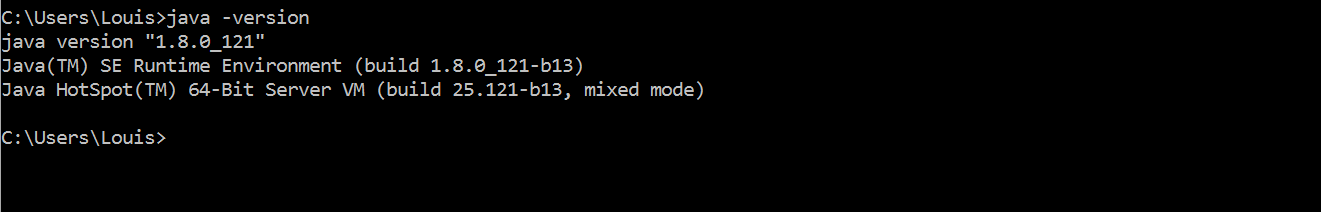 C:\Users\Louis>java -version
java version "1.8.0_121"
Java(TM) SE Runtime Environment (build 1.8.0_121-b13)
Java HotSpot(TM) 64-Bit Server VM (build 25.121-b13, mixed mode)
C:\Users\Louis>